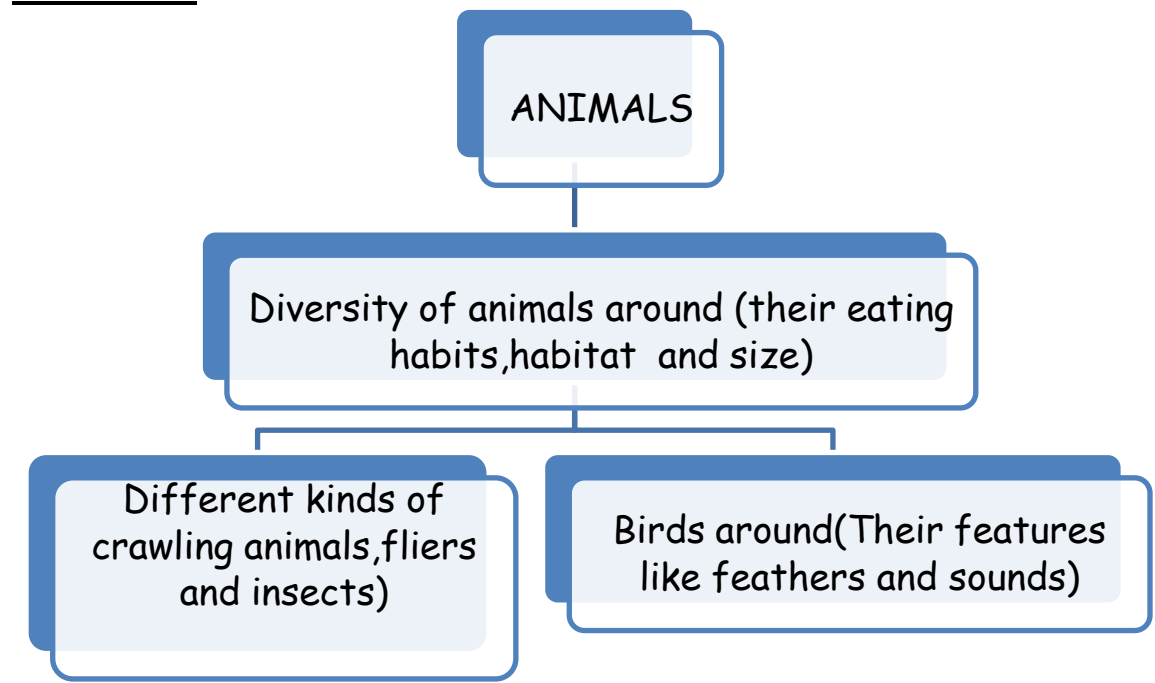 ANIMALS
Diversity of animals around (their eating
habits,habitat  and size)
Different kinds of
crawling animals,fliers
and insects)
Birds around(Their features
like feathers and sounds)